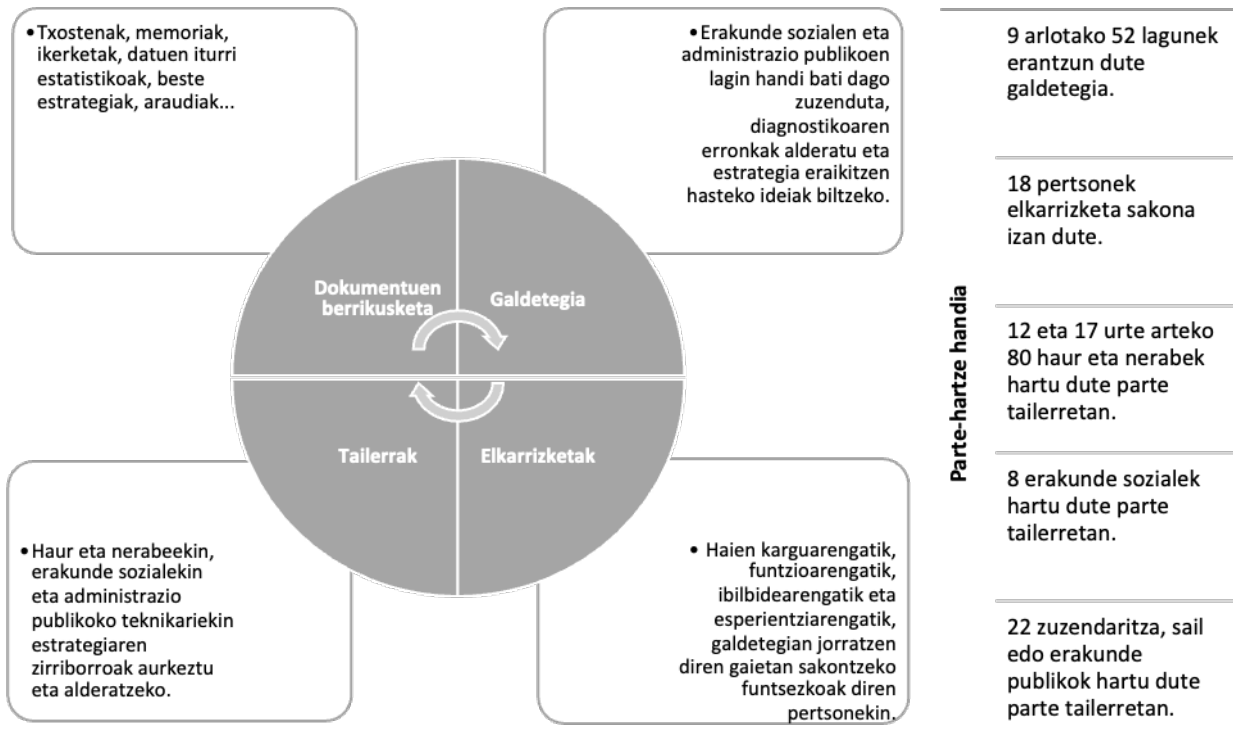 •Txostenak, memoriak,
ikerketak, datuen iturri
estatistikoak, beste
estrategiak, araudiak...
•Erakunde sozialen eta
administrazio publikoen
lagin handi bati dago
zuzenduta,
diagnostikoaren
erronkak alderatu eta
estrategia eraikitzen
hasteko ideiak biltzeko.
Dokumentuen
berrikusketa
Galdetegia
Tailerrak
Elkarrizketak
•Haur eta nerabeekin,
erakunde sozialekin
eta administrazio
publikoko teknikariekin
estrategiaren
zirriborroak aurkeztu
eta alderatzeko.
• Haien karguarengatik,
funtzioarengatik,
ibilbidearengatik eta
esperientziarengatik,
galdetegian jorratzen
diren gaietan sakontzeko
funtsezkoak diren
pertsonekin.
Parte-hartze handia
9 arlotako 52 lagunek
erantzun dute
galdetegia.
18 pertsonek
elkarrizketa sakona
izan dute.
12 eta 17 urte arteko
80 haur eta nerabek
hartu dute parte
tailerretan.
8 erakunde sozialek
hartu dute parte
tailerretan.
22 zuzendaritza, sail
edo erakunde
publikok hartu dute
parte tailerretan.